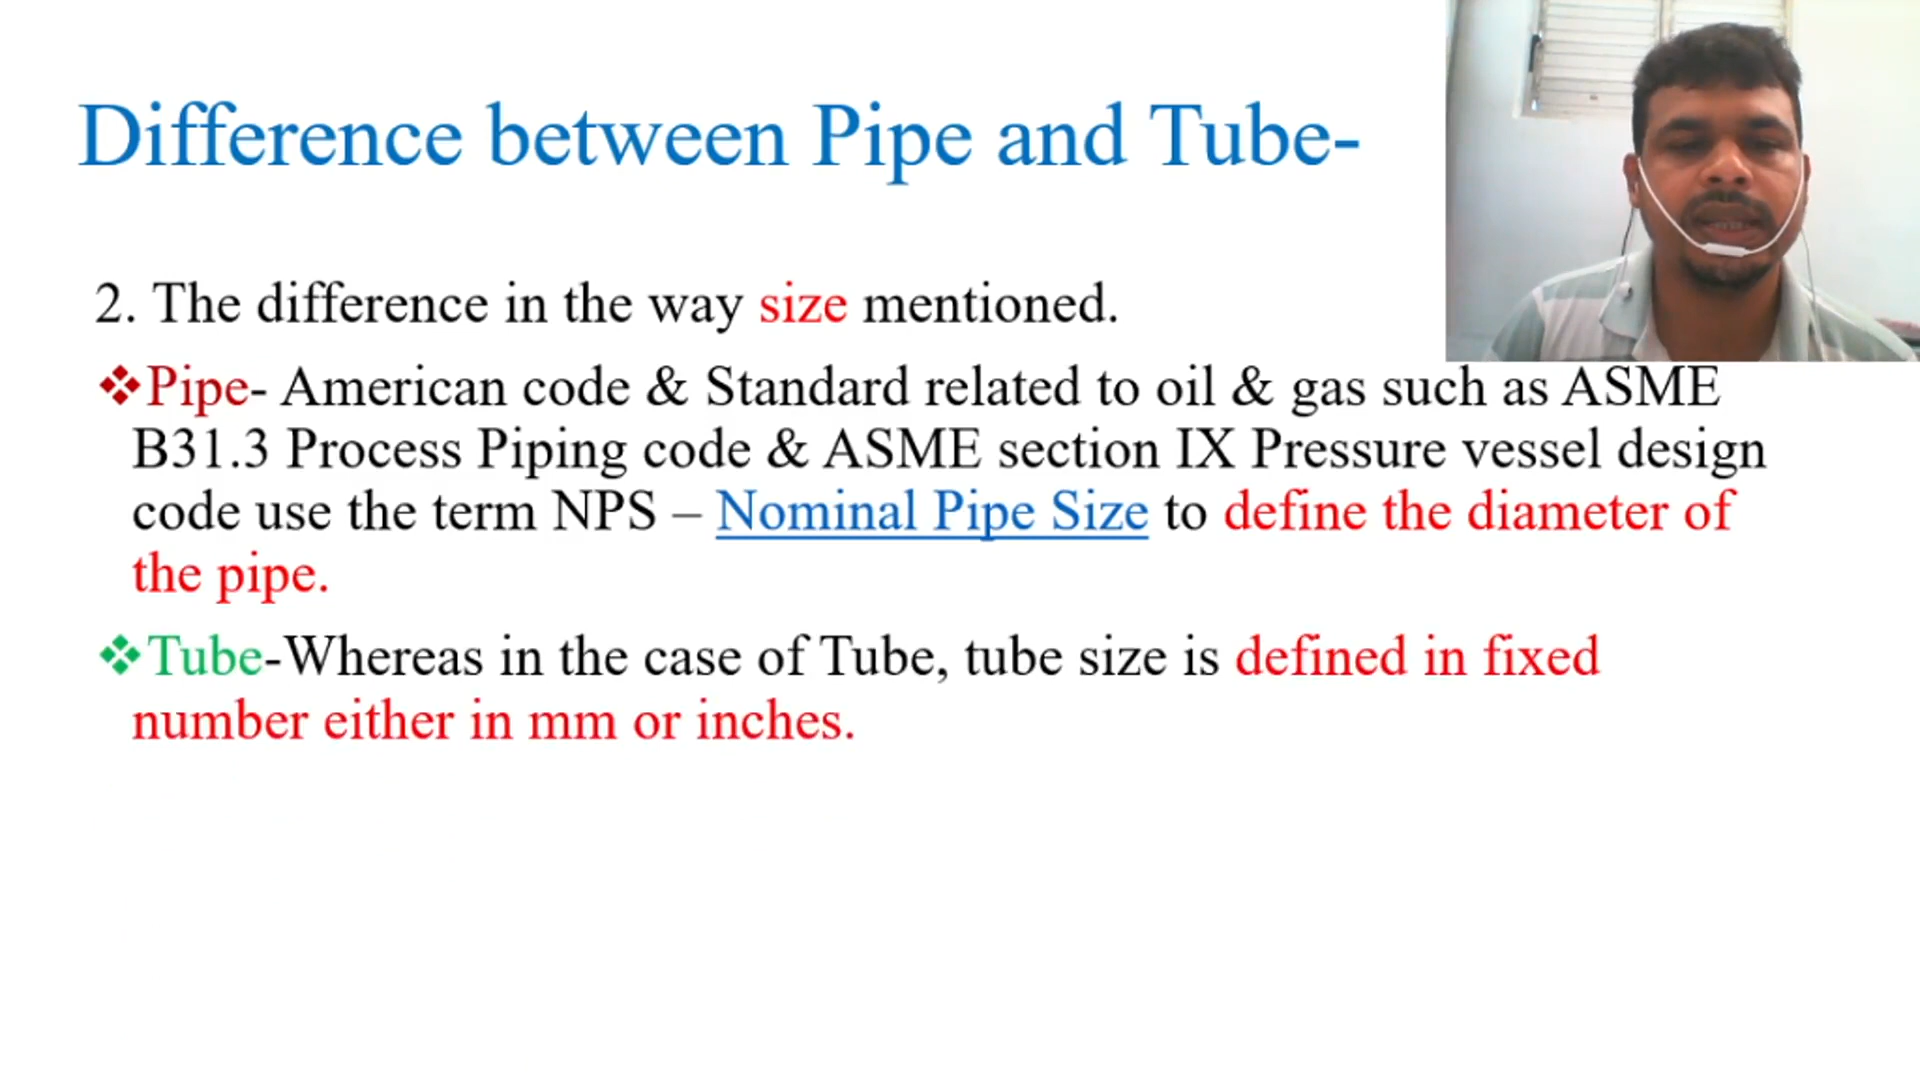 Difference between Pipe and Tube-
2. The difference in the way size mentioned.
❖Pipe- American code & Standard related to oil & gas such as ASME
B31.3 Process Piping code & ASME section IX Pressure vessel design
code use the term NPS – Nominal Pipe Size to define the diameter of
the pipe.
❖Tube-Whereas in the case of Tube, tube size is defined in fixed
number either in mm or inches.